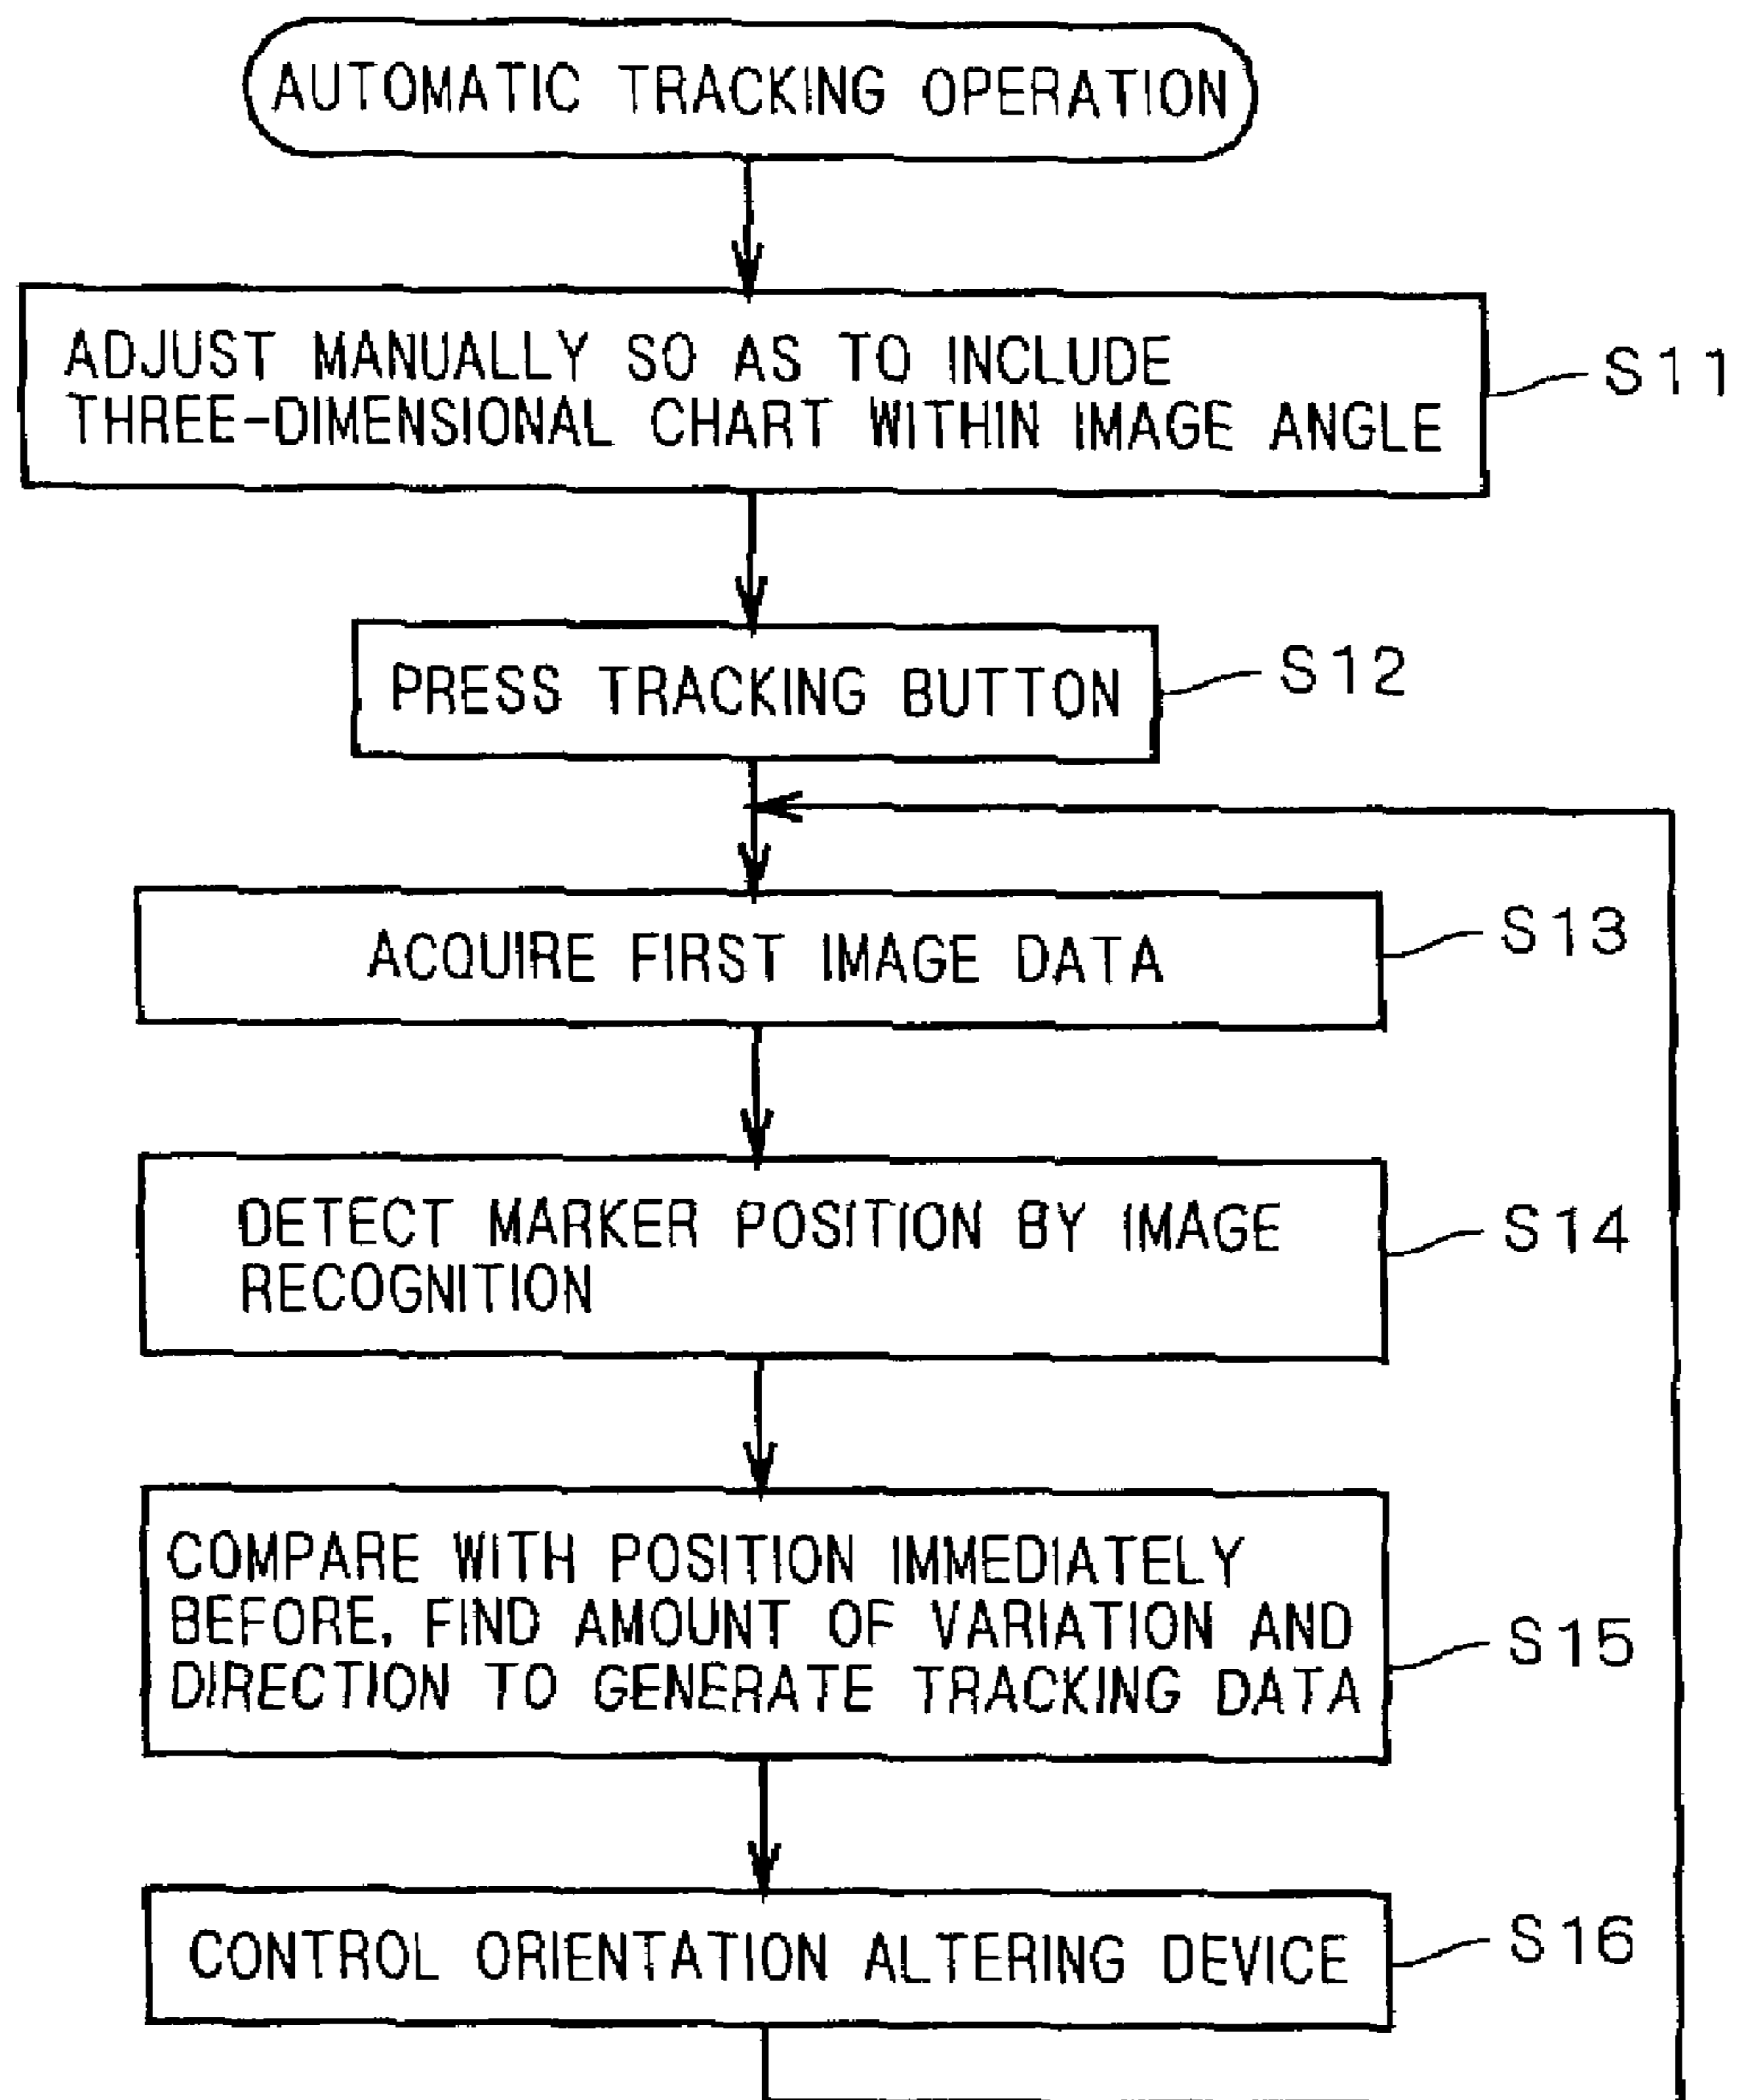 AUTOMATIC TRACKING OPERATION
ADJUST MANUALLY SO AS TO INCLUDE
THREE-DIMENSIONAL CHART WITHIN IMAGE ANGLE
S11
PRESS TRACKING BUTTON
S12
ACQUIRE FIRST IMAGE DATA
S13
DETECT MARKER POSITION BY IMAGE
RECOGNITION
S14
COMPARE WITH POSITION IMMEDIATELY
BEFORE, FIND AMOUNT OF VARIATION AND
DIRECTION TO GENERATE TRACKING DATA
S15
CONTROL ORIENTATION ALTERING DEVICE
S16